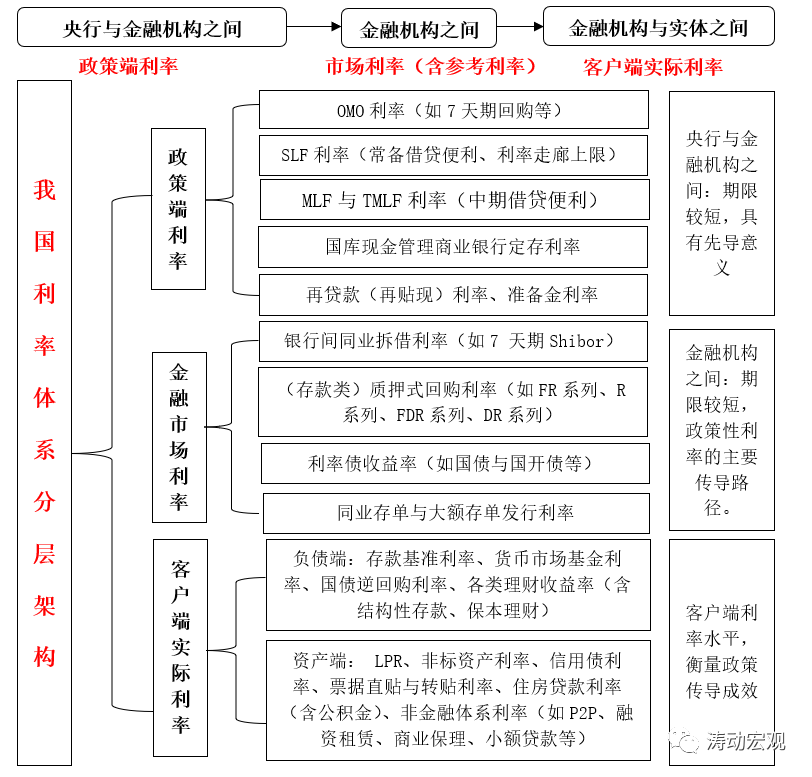 央行与金融机构之间
金融机构之间
金融机构与实体之间
政策端利率
市场利率（含参考利率）
客户端实际利率
我国利率体系分层架构
政策端利率
OMO 利率（如 7 天期回购等）
SLF 利率（常备借贷便利、利率走廊上限）
MLF 与 TMLF 利率（中期借贷便利）
国库现金管理商业银行定存利率
再贷款（再贴现）利率、准备金利率
央行与金
融机构之
间：期限
较短，具
有先导意
义
金融市场利率
银行间同业拆借利率（如 7 天期 Shibor）
（存款类）质押式回购利率（如 FR 系列、R
系列、FDR 系列、DR 系列）
利率债收益率（如国债与国开债等）
同业存单与大额存单发行利率
金融机构
之间：期
限较短，
政策性利
率的主要
传导路
径。
客户端实际利率
负债端：存款基准利率、货币市场基金利
率、国债逆回购利率、各类理财收益率（含
结构性存款、保本理财）
资产端： LPR、非标资产利率、信用债利
率、票据直贴与转贴利率、住房贷款利率
（含公积金）、非金融体系利率（如 P2P、融
资租赁、商业保理、小额贷款等）
客户端利
率水平，
衡量政策
传导成效
涛动宏观